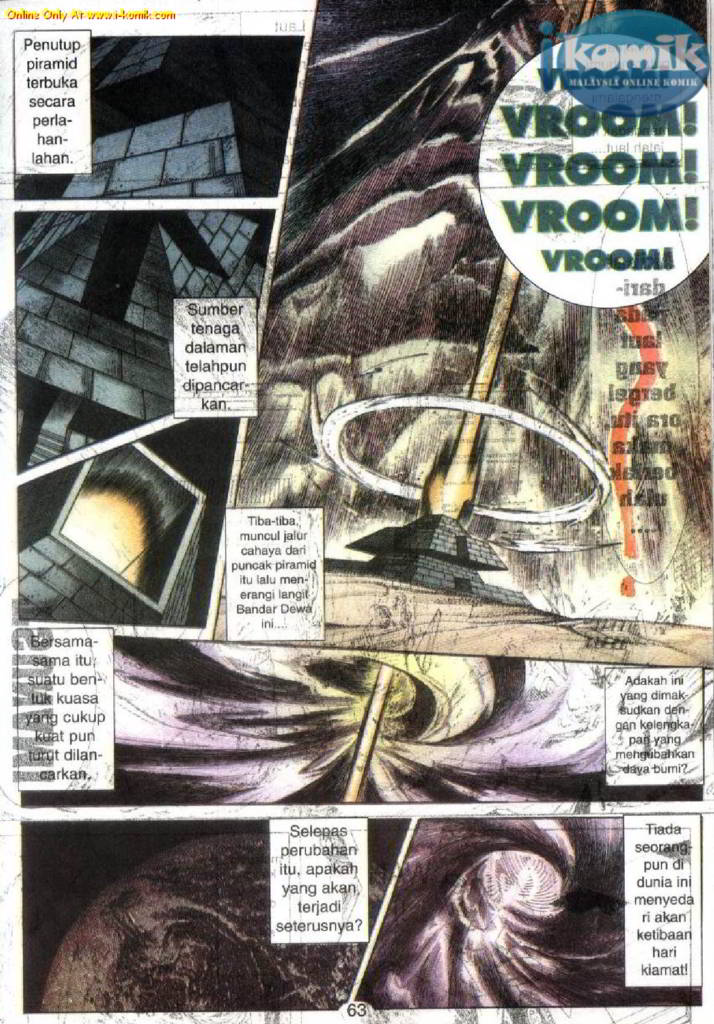 Online Only At www.i-komik.com
ikomik
MALAYSIA ONLINE KOMIK
Penutup
piramid
terbuka
secara
perla-
han-
lahan.
VROOM!
VROOM!
VROOM!
VROOM!
Sumber
tenaga
dalaman
telahpun
dipancar-
kan.
Tiba-tiba,
muncul jalur
cahaya dari
puncak piramid
itu lalu men-
erangi langit
Bandar Dewa
ini....
Bersama-
sama itu,
suatu ben-
tuk kuasa
yang cukup
kuat pun
turut dilan-
carkan.
Adakah ini
yang dimak-
sudkan den-
gan kelengka-
pan yang
mengubahkan
daya bumi?
Selepas
perubahan
itu, apakah
yang akan
terjadi
seterusnya?
Tiada
seorang-
pun di
dunia ini
menyeda
ri akan
ketibaan
hari
kiamat!
63